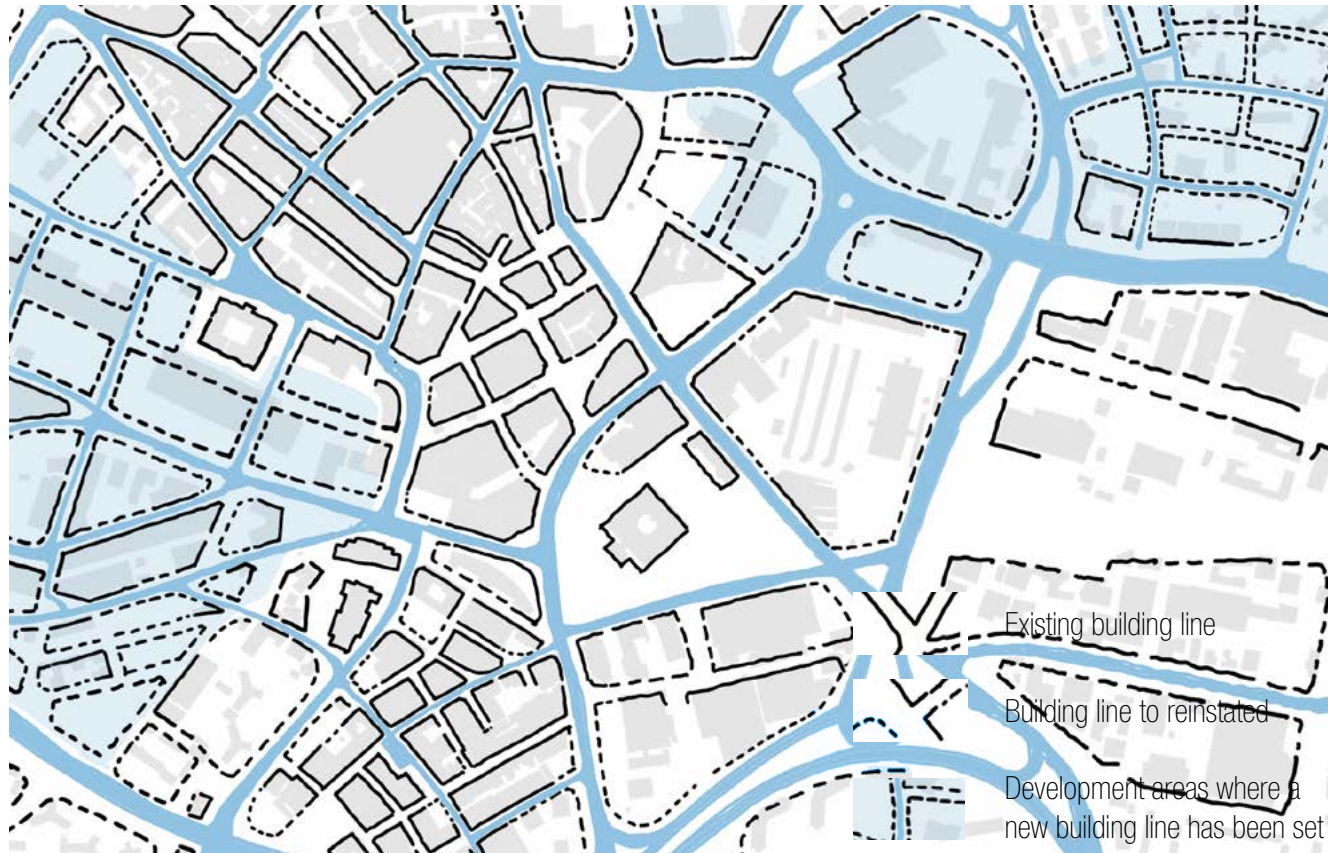 Existing building line
Building line to reinstated
Development areas where a
new building line has been set